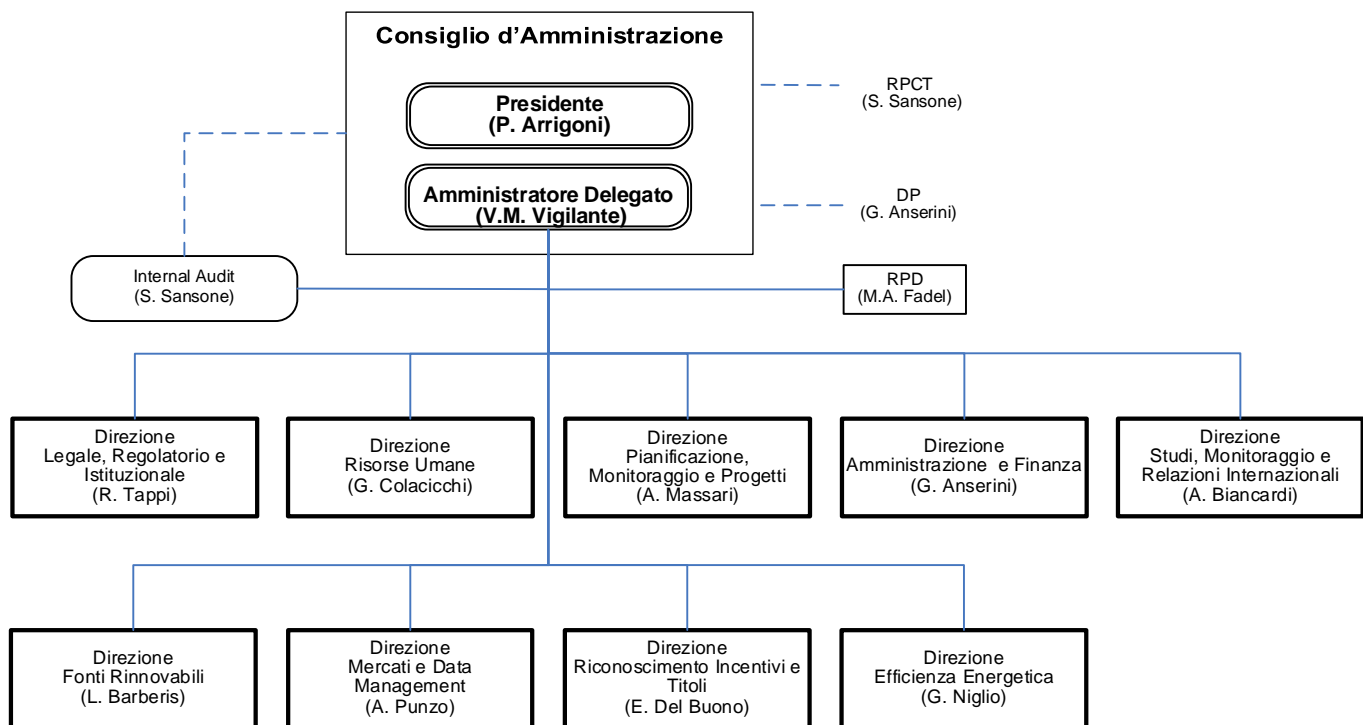 Consiglio d'Amministrazione
Presidente
(P. Arrigoni)
Amministratore Delegato
(V.M. Vigilante)
RPCT
(S. Sansone)
DP
(G. Anserini)
Internal Audit
(S. Sansone)
RPD
(M.A. Fadel)
Direzione
Legale, Regolatorio e
Istituzionale
(R. Tappi)
Direzione
Risorse Umane
(G. Colacicchi)
Direzione
Pianificazione,
Monitoraggio e Progetti
(A. Massari)
Direzione
Amministrazione e Finanza
(G. Anserini)
Direzione
Studi, Monitoraggio e
Relazioni Internazionali
(A. Biancardi)
Direzione
Fonti Rinnovabili
(L. Barberis)
Direzione
Mercati e Data
Management
(A. Punzo)
Direzione
Riconoscimento Incentivi e
Titoli
(E. Del Buono)
Direzione
Efficienza Energetica
(G. Niglio)